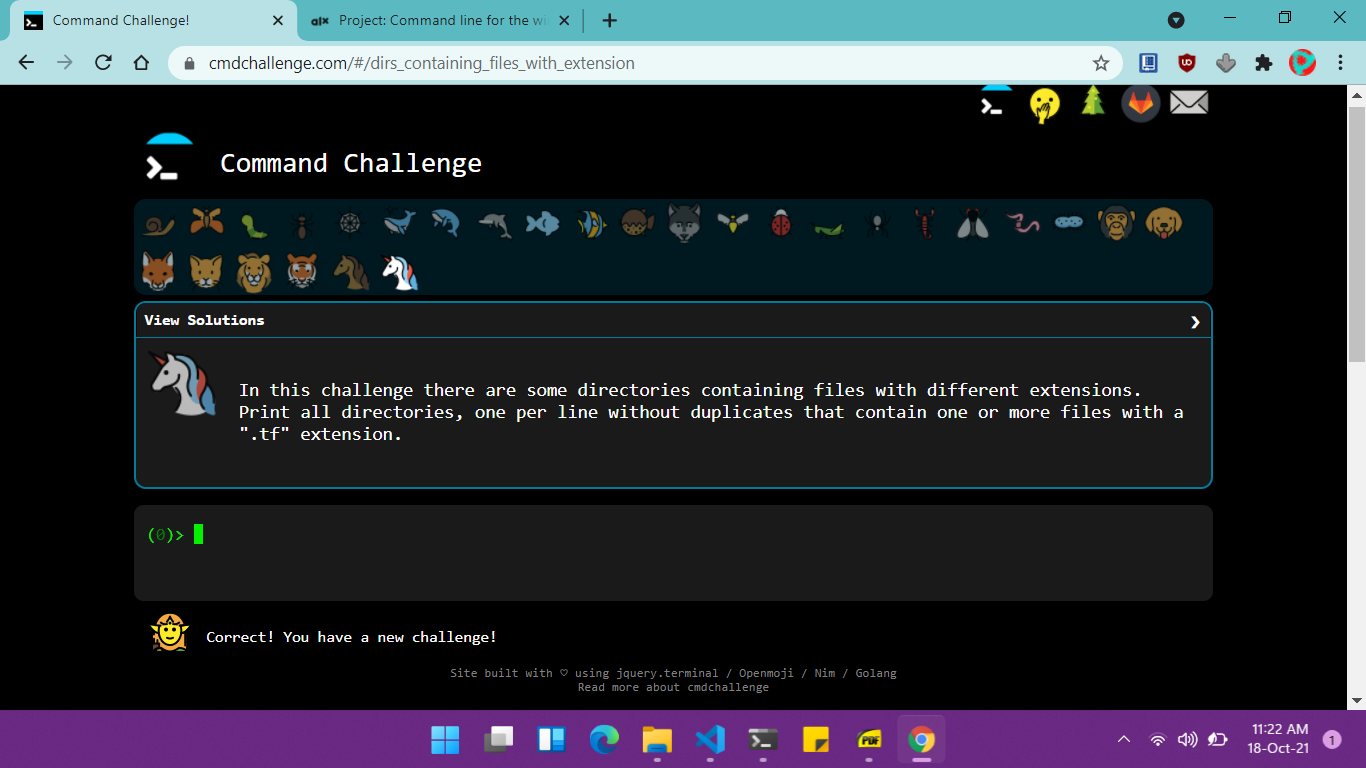 Command Challenge!
alx Project: Command line for the wi
cmdchallenge.com/#/dirs_containing_files_with_extension
Command Challenge
View Solutions
In this challenge there are some directories containing files with different extensions.
Print all directories, one per line without duplicates that contain one or more files with a
".tf" extension.
(0)>
Correct! You have a new challenge!
Site built with ♡ using jquery.terminal / Openmoji / Nim / Golang
Read more about cmdchallenge
PDF
11:22 AM
18-Oct-21
1